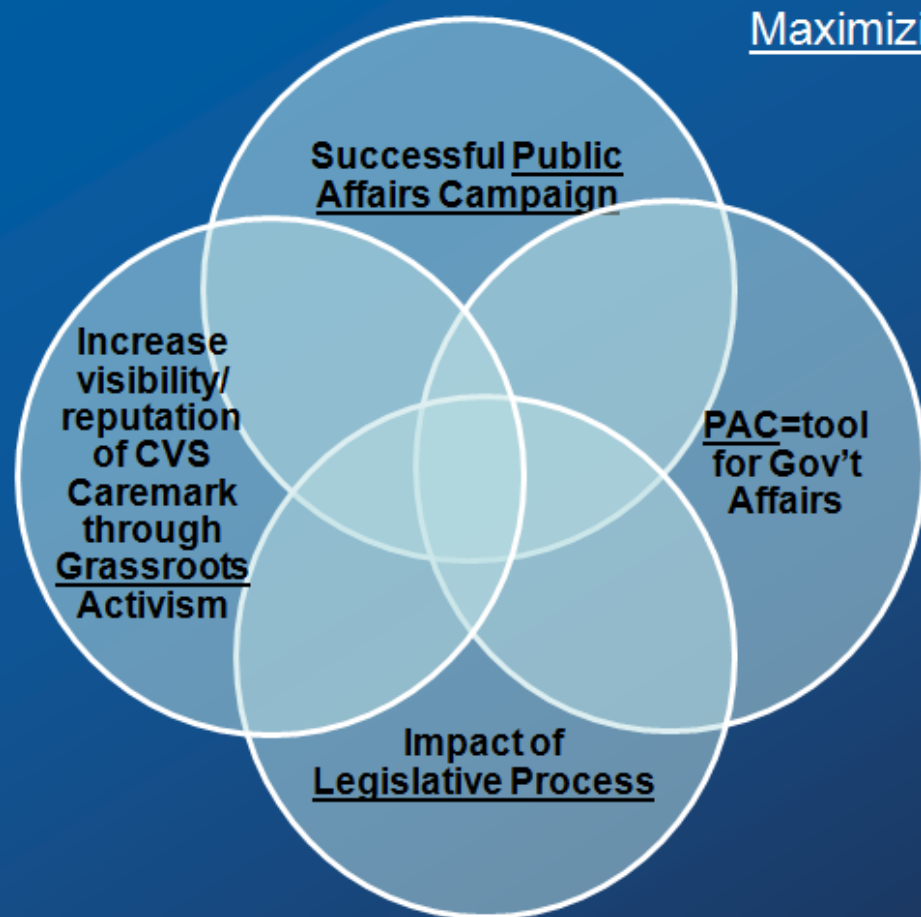 Maximizi
Successful Public
Affairs Campaign
Increase
visibility/
reputation
of CVS
Caremark
through
Grassroots
Activism
PAC=tool
for Gov’t
Affairs
Impact of
Legislative Process